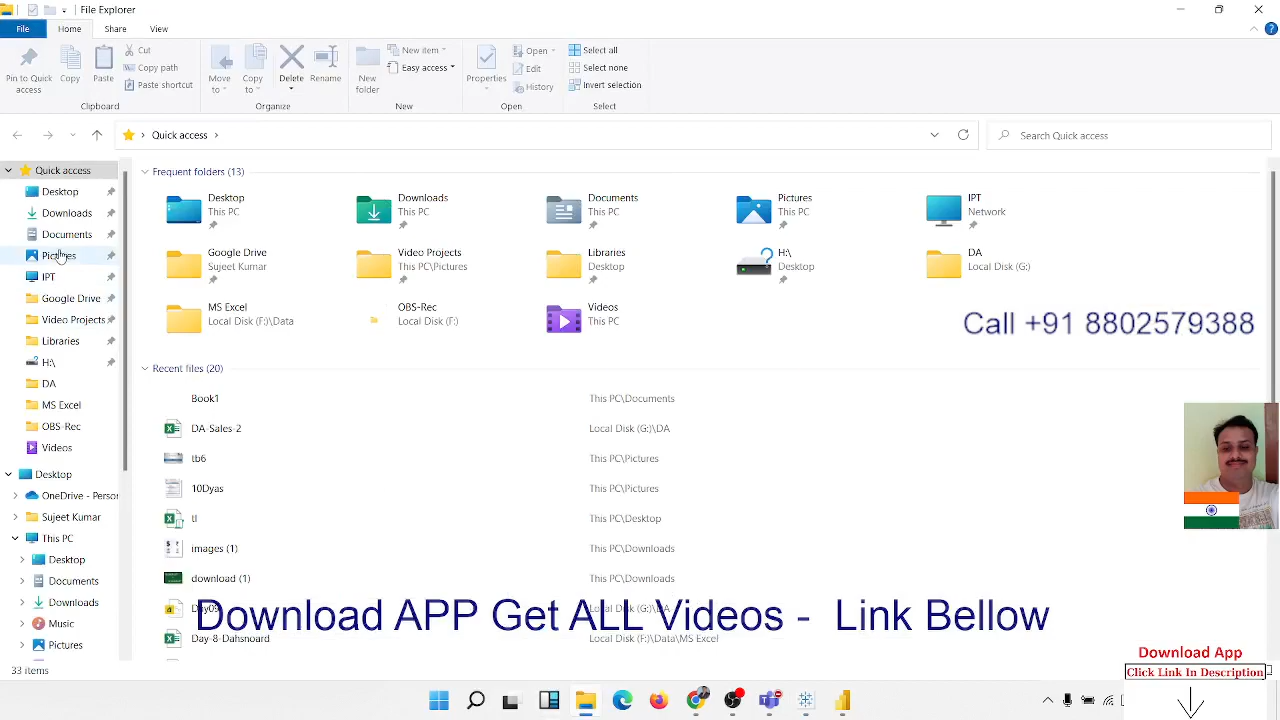 File Explorer
File
Home
Share
View
Pin to Quick access
Copy
Paste
Cut
Copy path
Paste shortcut
Clipboard
Move to
Copy to
Delete
Rename
Organize
New folder
New item
Easy access
New
Properties
Open
Edit
History
Open
Select all
Select none
Invert selection
Select
Quick access
Search Quick access
Quick access
Desktop
Downloads
Documents
Pictures
IPT
Google Drive
Video Projects
Libraries
H:\
DA
MS Excel
OBS-Rec
Videos
Desktop
OneDrive - Perso
Sujeet Kumar
This PC
Desktop
Documents
Downloads
Music
Pictures
Frequent folders (13)
Desktop
This PC
Downloads
This PC
Documents
This PC
Pictures
This PC
IPT
Network
Google Drive
Sujeet Kumar
Video Projects
This PC\Pictures
Libraries
Desktop
H:\
Desktop
DA
Local Disk (G:)
MS Excel
Local Disk (F:)\Data
OBS-Rec
Local Disk (F:)
Videos
This PC
Call +91 8802579388
Recent files (20)
Book1 This PC\Documents
DA-Sales-2 Local Disk (G:)\DA
tb6 This PC\Pictures
10Dyas This PC\Pictures
tl This PC\Desktop
images (1) This PC\Downloads
download (1) This PC\Downloads
Local Disk (G:)\DA
Download APP Get ALL Videos - Link Bellow
Day-8-Dahsnoard Local Disk (F:)\Data\MS Excel
33 items
Download App
Click Link In Description